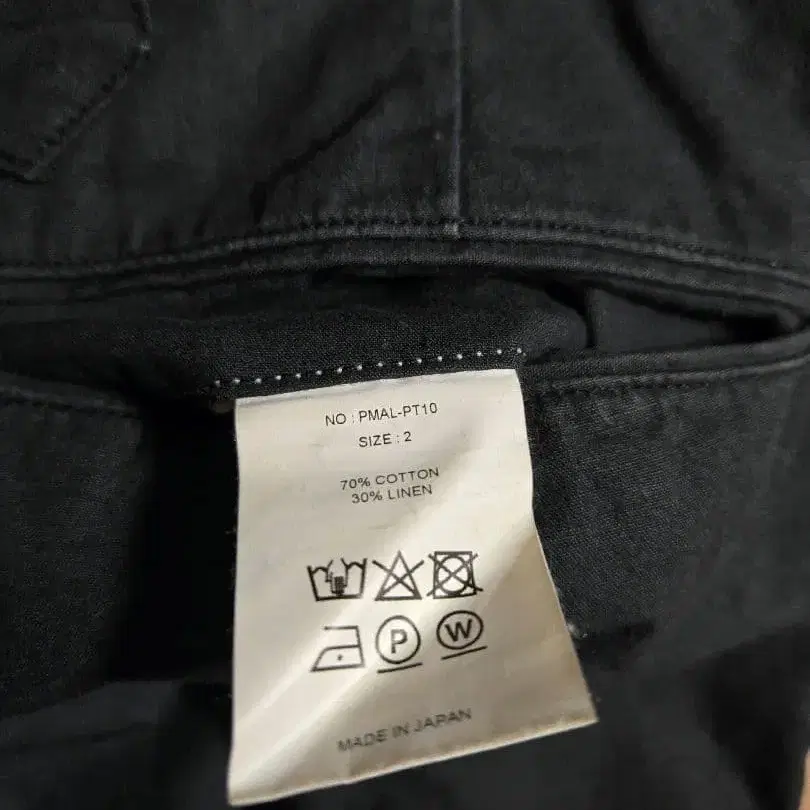 NO : PMAL-PT10
SIZE : 2
70% COTTON
30% LINEN
P W
MADE IN JAPAN